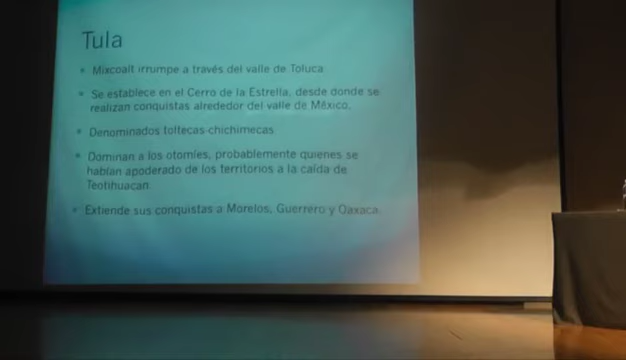 Tula
Mixcoalt irrumpe a través del valle de Toluca
Se establece en el Cerro de la Estrella, desde donde se
realizan conquistas alrededor del valle de México.
Denominados toltecas-chichimecas
Dominan a los otomíes, probablemente quienes se
habían apoderado de los territorios a la caída de
Teotihuacan.
Extiende sus conquistas a Morelos, Guerrero y Oaxaca.